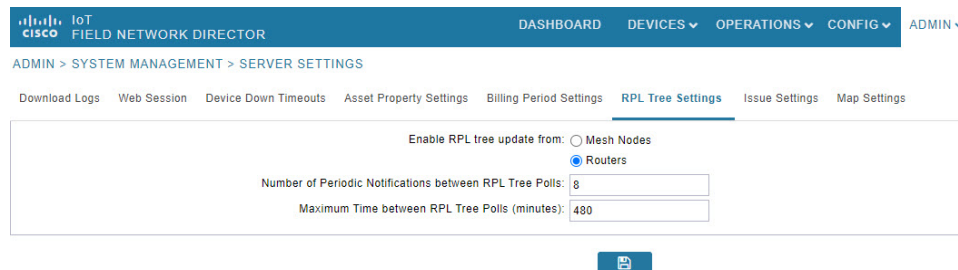 IoT
CISCO FIELD NETWORK DIRECTOR
DASHBOARD DEVICES OPERATIONS CONFIG ADMIN
ADMIN > SYSTEM MANAGEMENT > SERVER SETTINGS
Download Logs Web Session Device Down Timeouts Asset Property Settings Billing Period Settings RPL Tree Settings Issue Settings Map Settings
Enable RPL tree update from: Mesh Nodes
Routers
Number of Periodic Notifications between RPL Tree Polls: 8
Maximum Time between RPL Tree Polls (minutes): 480